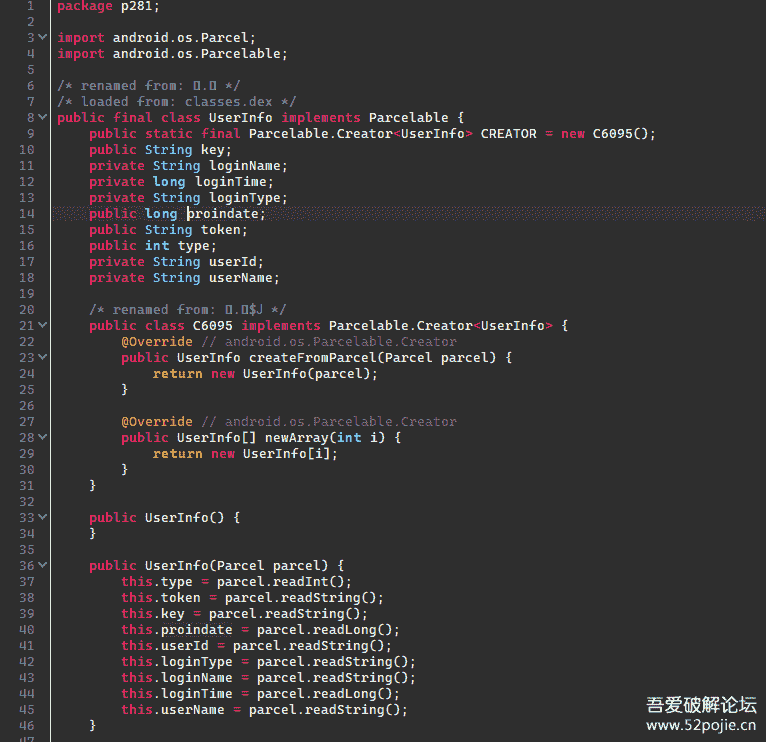 1 package p281;
2
3 import android.os.Parcel;
4 import android.os.Parcelable;
5
6 /* renamed from: ۦ.ۦ */
7 /* loaded from: classes.dex */
8 public final class UserInfo implements Parcelable {
9 public static final Parcelable.Creator<UserInfo> CREATOR = new C6095();
10 public String key;
11 private String loginName;
12 private long loginTime;
13 private String loginType;
14 public long proindate;
15 public String token;
16 public int type;
17 private String userId;
18 private String userName;
19
20 /* renamed from: ۦ.ۦ$J */
21 public class C6095 implements Parcelable.Creator<UserInfo> {
22 @Override // android.os.Parcelable.Creator
23 public UserInfo createFromParcel(Parcel parcel) {
24 return new UserInfo(parcel);
25 }
26
27 @Override // android.os.Parcelable.Creator
28 public UserInfo[] newArray(int i) {
29 return new UserInfo[i];
30 }
31 }
32
33 public UserInfo() {
34 }
35
36 public UserInfo(Parcel parcel) {
37 this.type = parcel.readInt();
38 this.token = parcel.readString();
39 this.key = parcel.readString();
40 this.proindate = parcel.readLong();
41 this.userId = parcel.readString();
42 this.loginType = parcel.readString();
43 this.loginName = parcel.readString();
44 this.loginTime = parcel.readLong();
45 this.userName = parcel.readString();
46 }
47
吾爱破解论坛
www.52pojie.cn